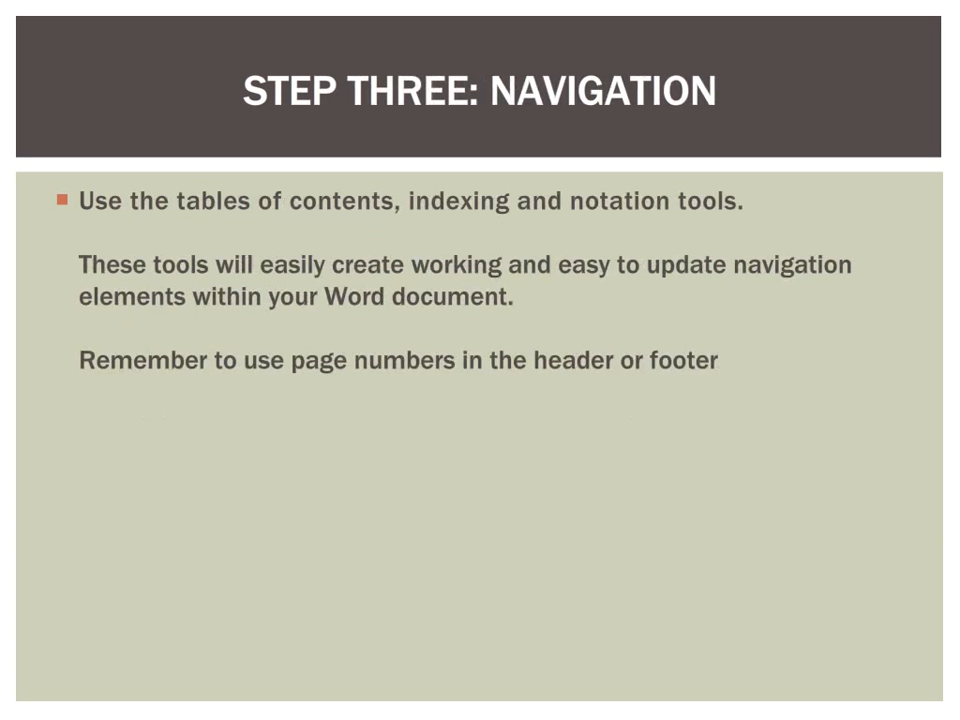 STEP THREE: NAVIGATION
Use the tables of contents, indexing and notation tools.
These tools will easily create working and easy to update navigation
elements within your Word document.
Remember to use page numbers in the header or footer